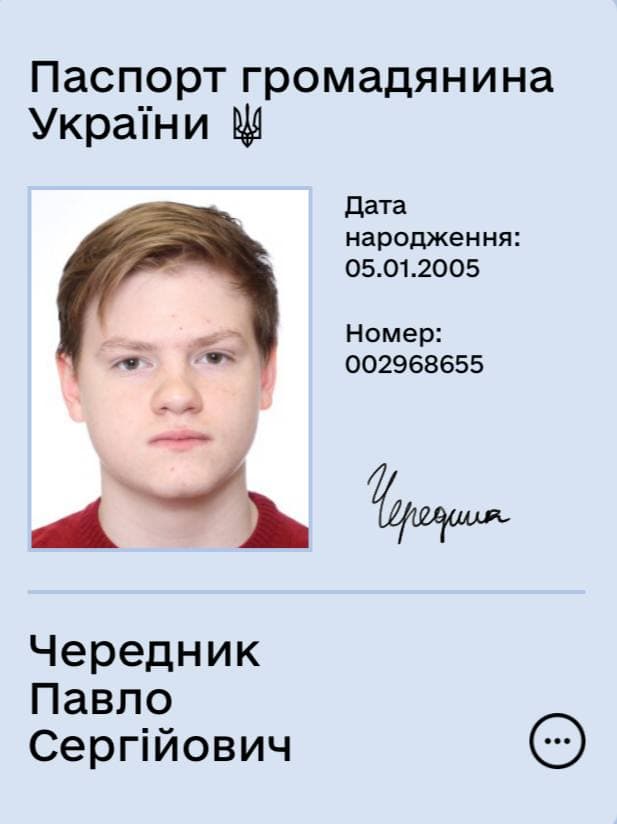 Паспорт громадянина
України
Дата
народження:
05.01.2005
Номер:
002968655
Чередник
Павло
Сергійович